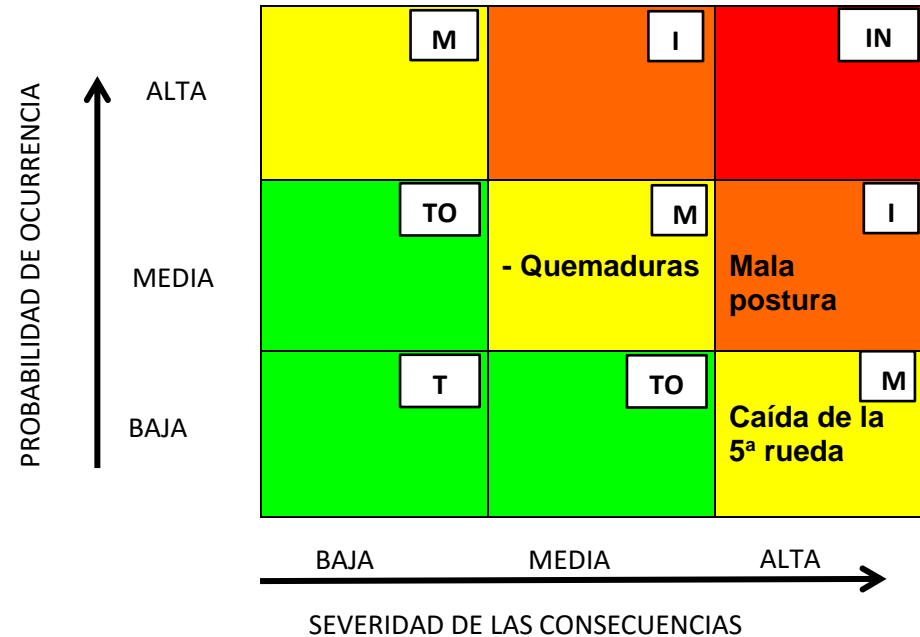 PROBABILIDAD DE OCURRENCIA
ALTA
M
I
IN
MEDIA
TO
M
- Quemaduras
I
Mala
postura
BAJA
T
TO
M
Caída de la
5ª rueda
BAJA
MEDIA
ALTA
SEVERIDAD DE LAS CONSECUENCIAS